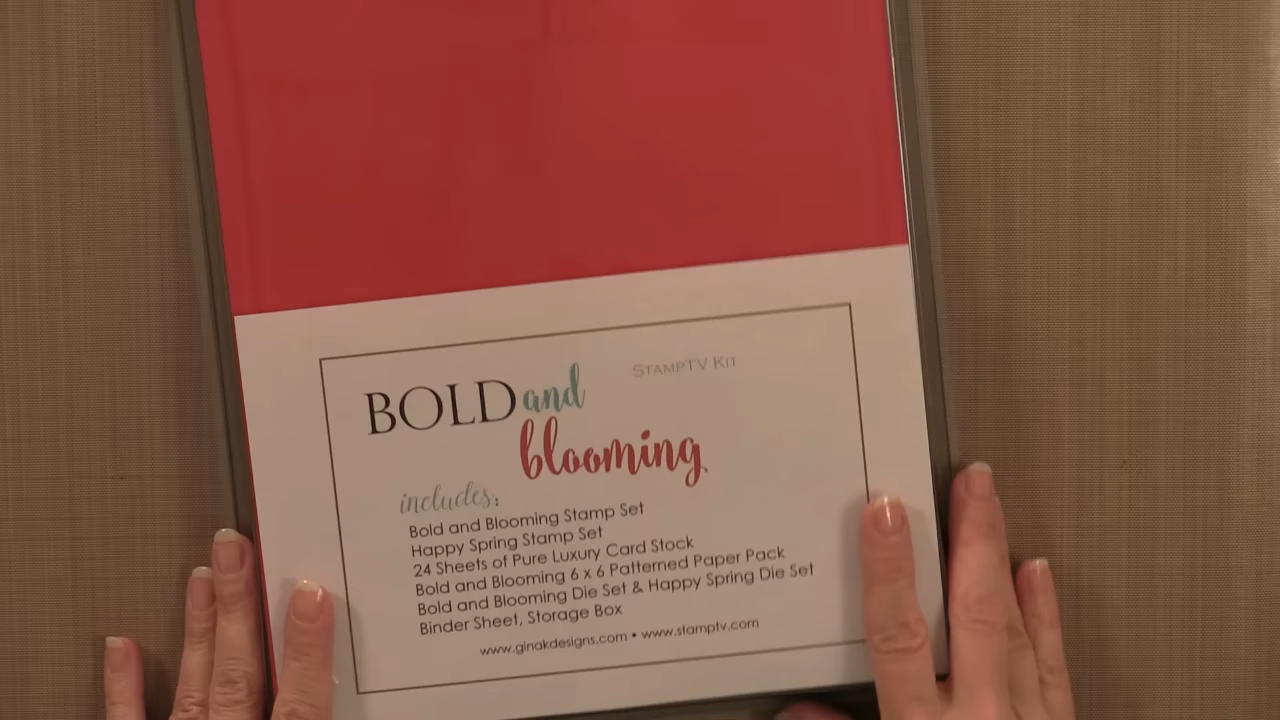 STAMPTV KIT
BOLD and
blooming
includes:
Bold and Blooming Stamp Set
Happy Spring Stamp Set
24 Sheets of Pure Luxury Card Stock
Bold and Blooming 6 x 6 Patterned Paper Pack
Bold and Blooming Die Set & Happy Spring Die Set
Binder Sheet, Storage Box
www.ginakdesigns.com • www.stamptv.com